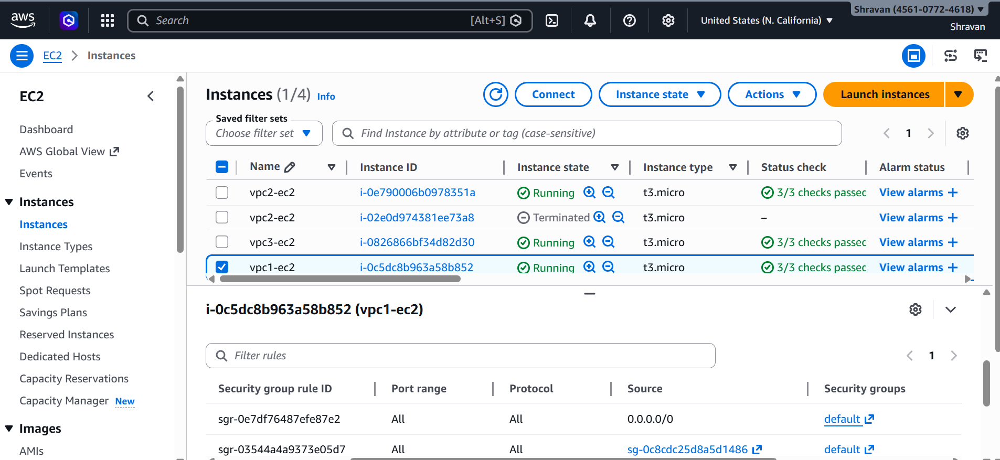 aws
Search
[Alt+S]
United States (N. California)
Shravan (4561-0772-4618)
Shravan
EC2
Instances
EC2
Dashboard
AWS Global View
Events
Instances
Instances
Instance Types
Launch Templates
Spot Requests
Savings Plans
Reserved Instances
Dedicated Hosts
Capacity Reservations
Capacity Manager New
Images
AMIs
Instances (1/4) Info
Connect
Instance state
Actions
Launch instances
Saved filter sets
Choose filter set
Find Instance by attribute or tag (case-sensitive)
1
Name Instance ID Instance state Instance type Status check Alarm status
vpc2-ec2 i-0e790006b0978351a Running t3.micro 3/3 checks passed View alarms +
vpc2-ec2 i-02e0d974381ee73a8 Terminated t3.micro – View alarms +
vpc3-ec2 i-0826866bf34d82d30 Running t3.micro 3/3 checks passed View alarms +
vpc1-ec2 i-0c5dc8b963a58b852 Running t3.micro 3/3 checks passed View alarms +
i-0c5dc8b963a58b852 (vpc1-ec2)
Filter rules
1
Security group rule ID Port range Protocol Source Security groups
sgr-0e7df76487efe87e2 All All 0.0.0.0/0 default
sgr-03544a4a9373e05d7 All All sg-0c8cdc25d8a5d1486 default